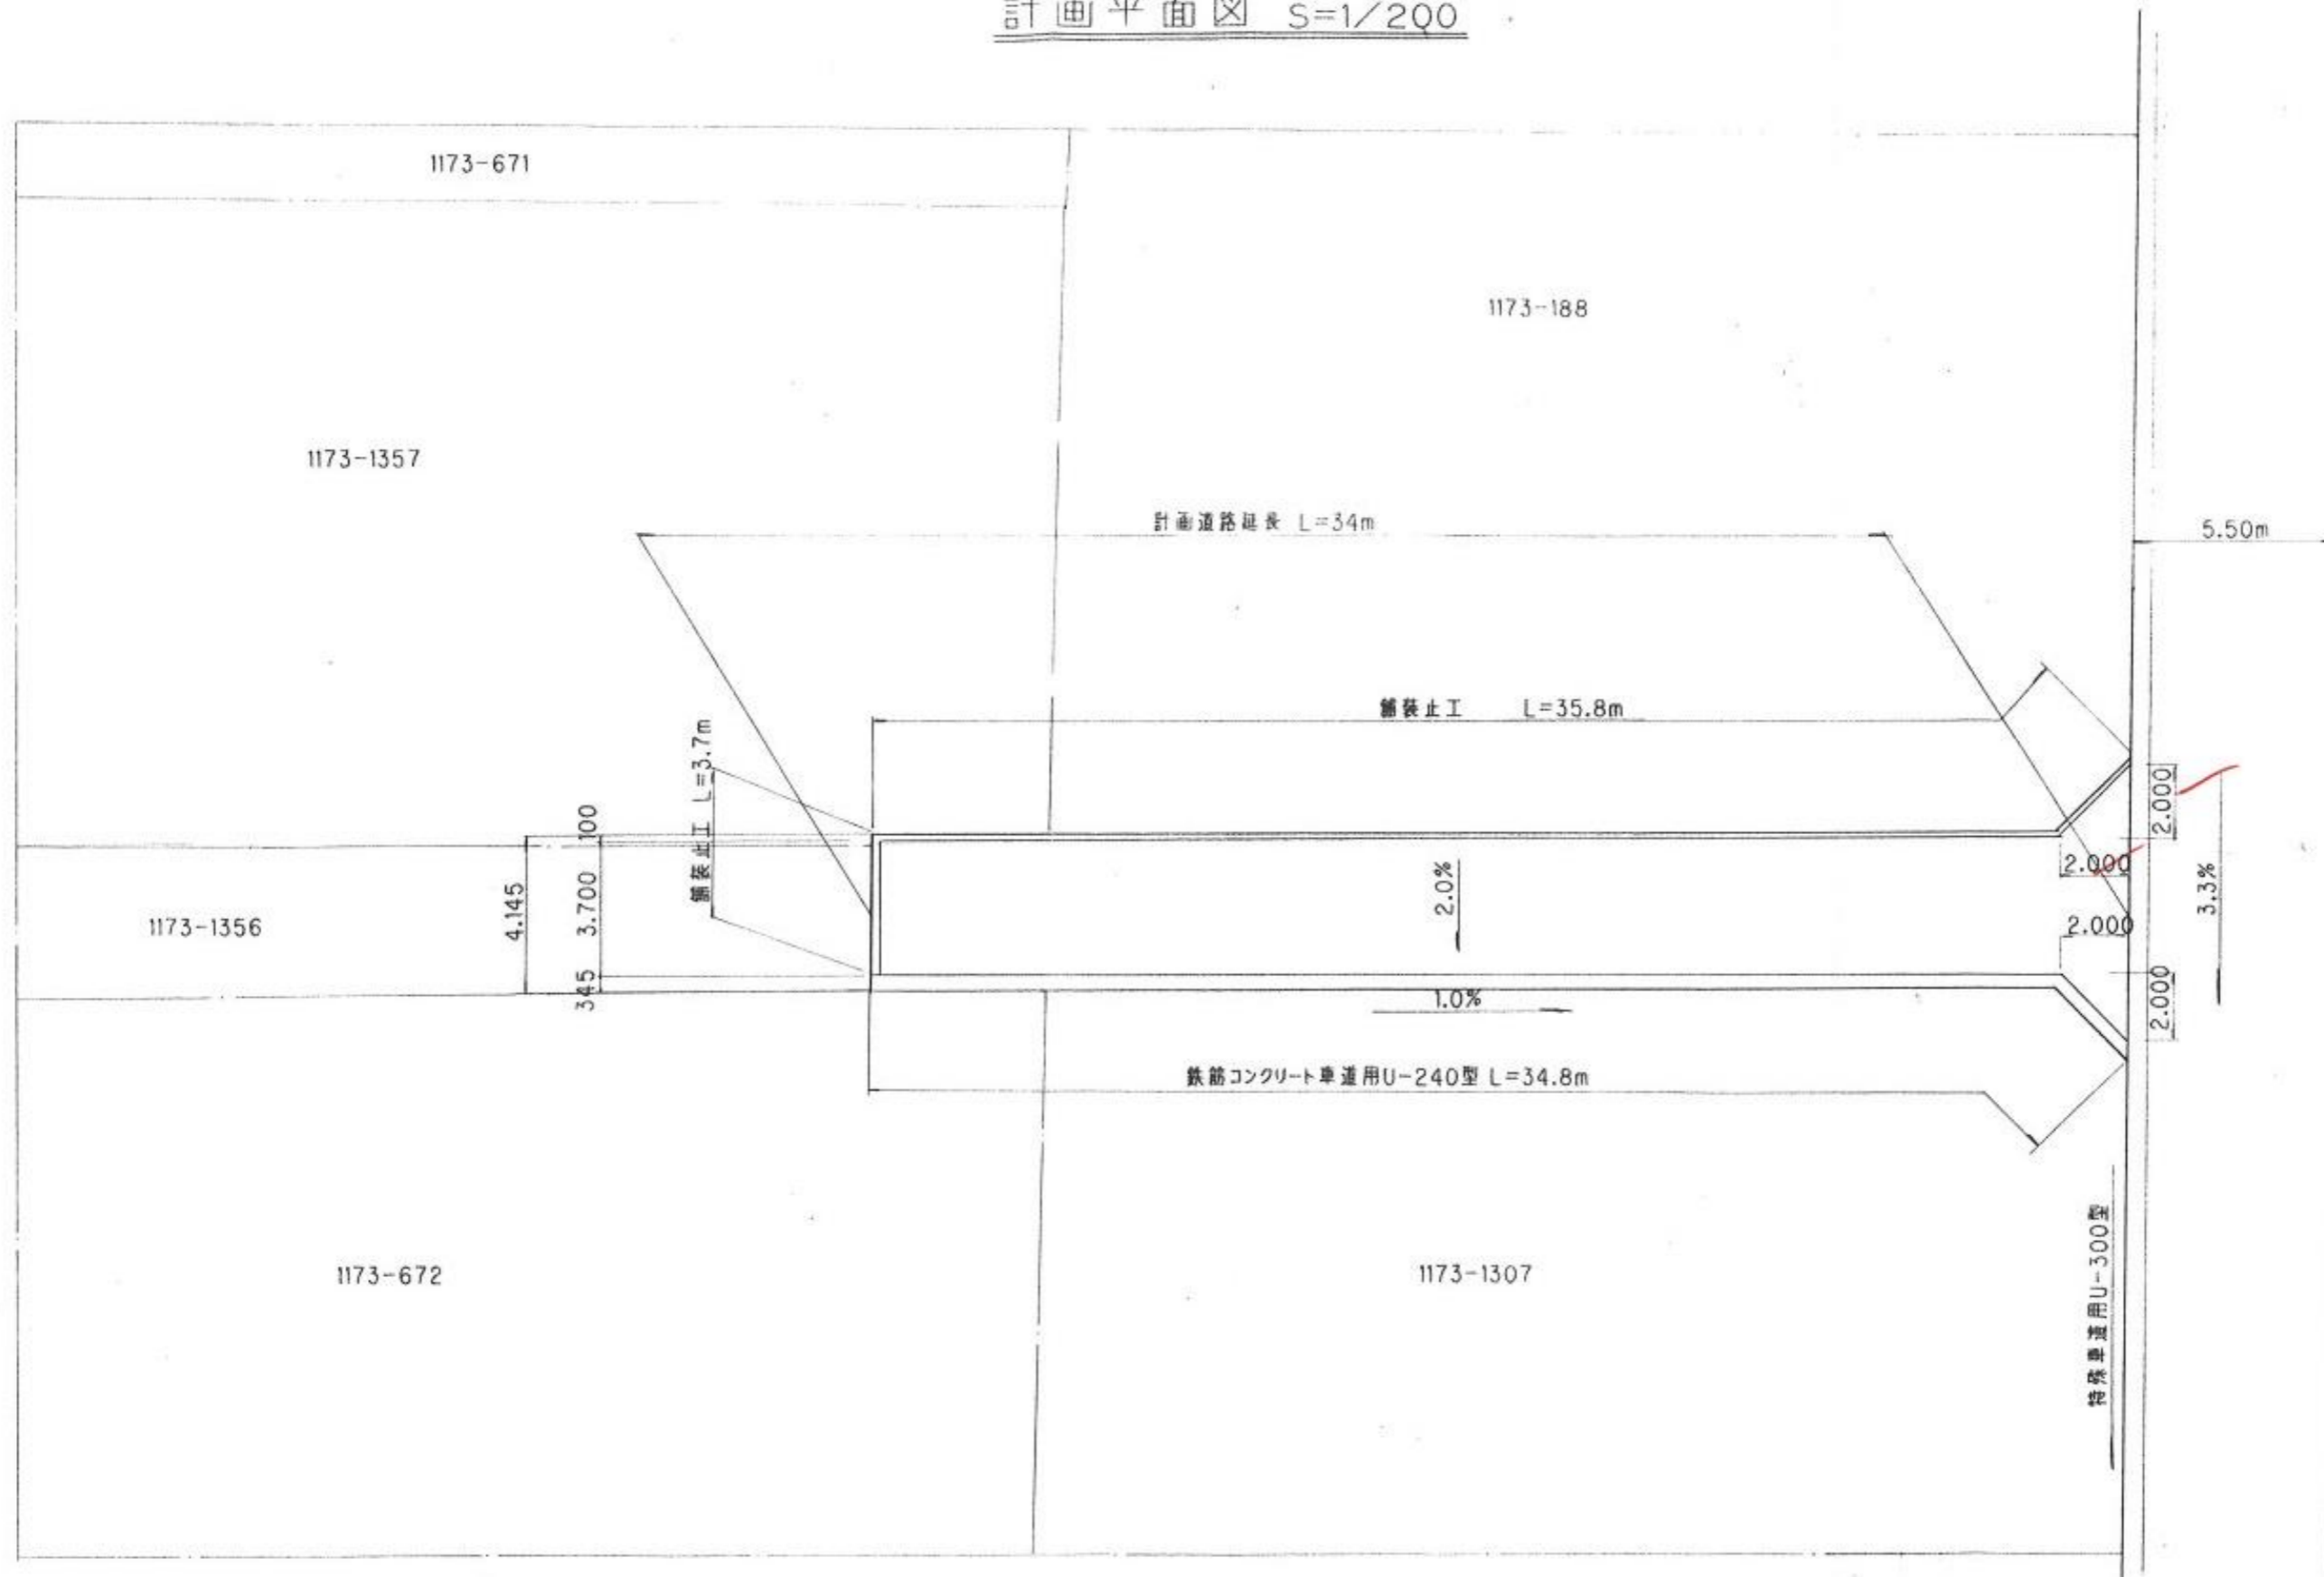 計画平面図 S=1/200
1173-671
1173-188
1173-1357
計画道路延長 L=34m
5.50m
舗装止工 L=35.8m
舗装止工 L=3.7m
2.000
100
2.000
2.0%
3.3%
4.145
3.700
1173-1356
2.000
345
1.0%
2.000
鉄筋コンクリート車道用U-240型 L=34.8m
特殊車道用U-300型
1173-672
1173-1307